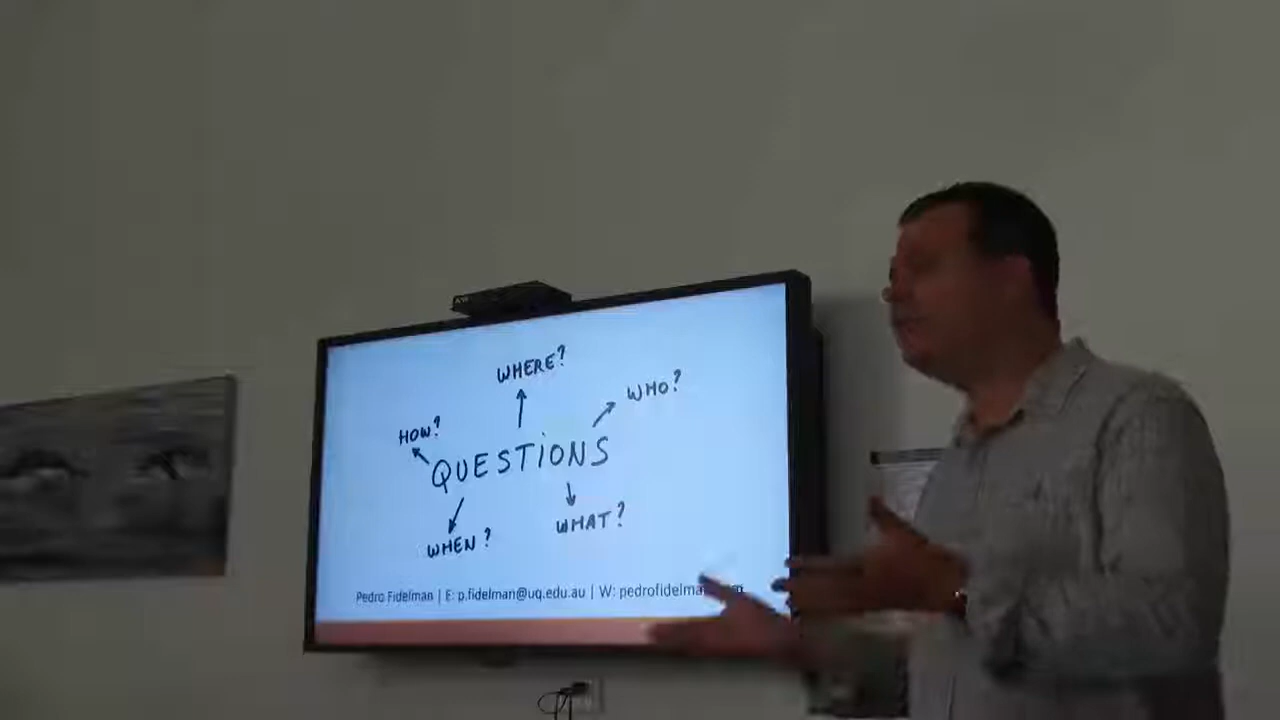 WHERE?
WHO?
HOW?
QUESTIONS
WHAT?
WHEN?
Pedro Fidelman | E: p.fidelman@uq.edu.au | W: